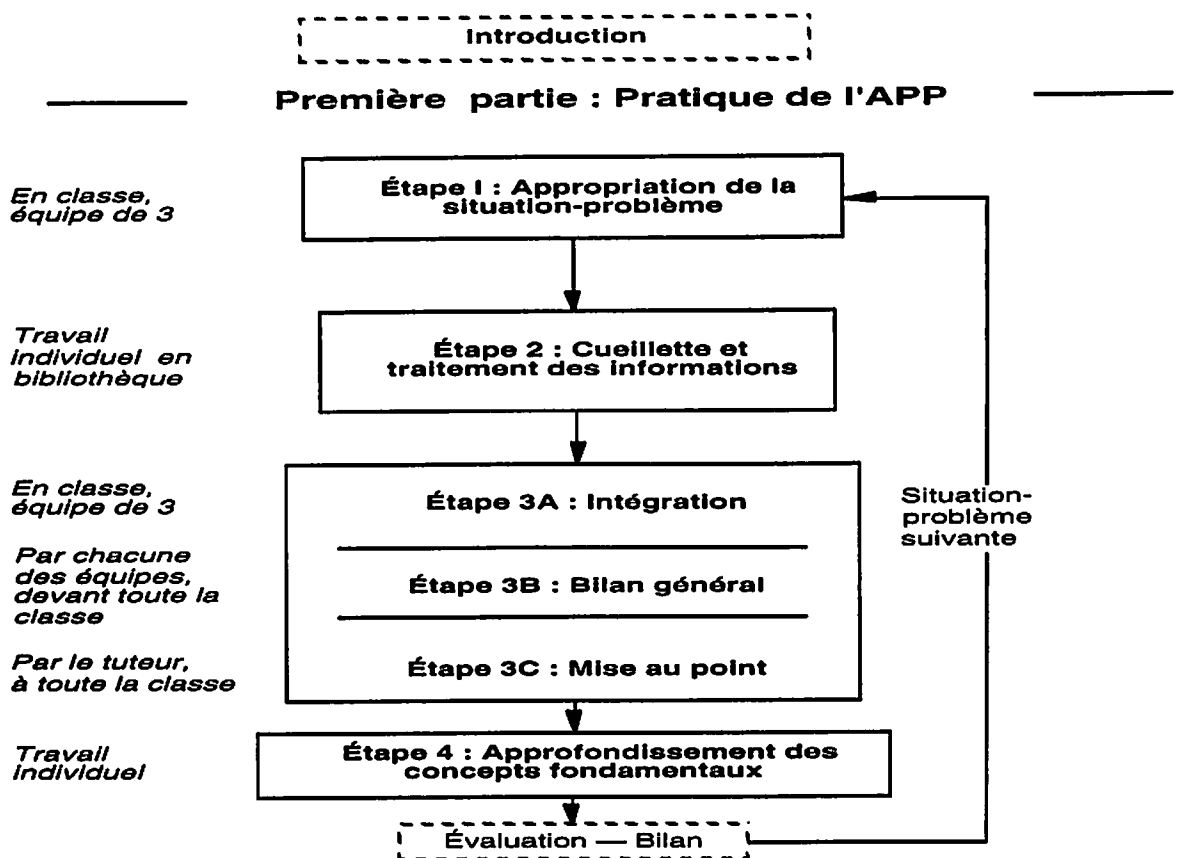 Introduction
Première partie : Pratique de l'APP
En classe,
équipe de 3
Étape I : Appropriation de la
situation-problème
Travail
individuel en
bibliothèque
Étape 2 : Cueillette et
traitement des informations
En classe,
équipe de 3
Étape 3A : Intégration
Situation-
problème
suivante
Par chacune
des équipes,
devant toute la
classe
Étape 3B : Bilan général
Par le tuteur,
à toute la classe
Étape 3C : Mise au point
Travail
individuel
Étape 4 : Approfondissement des
concepts fondamentaux
Évaluation — Bilan